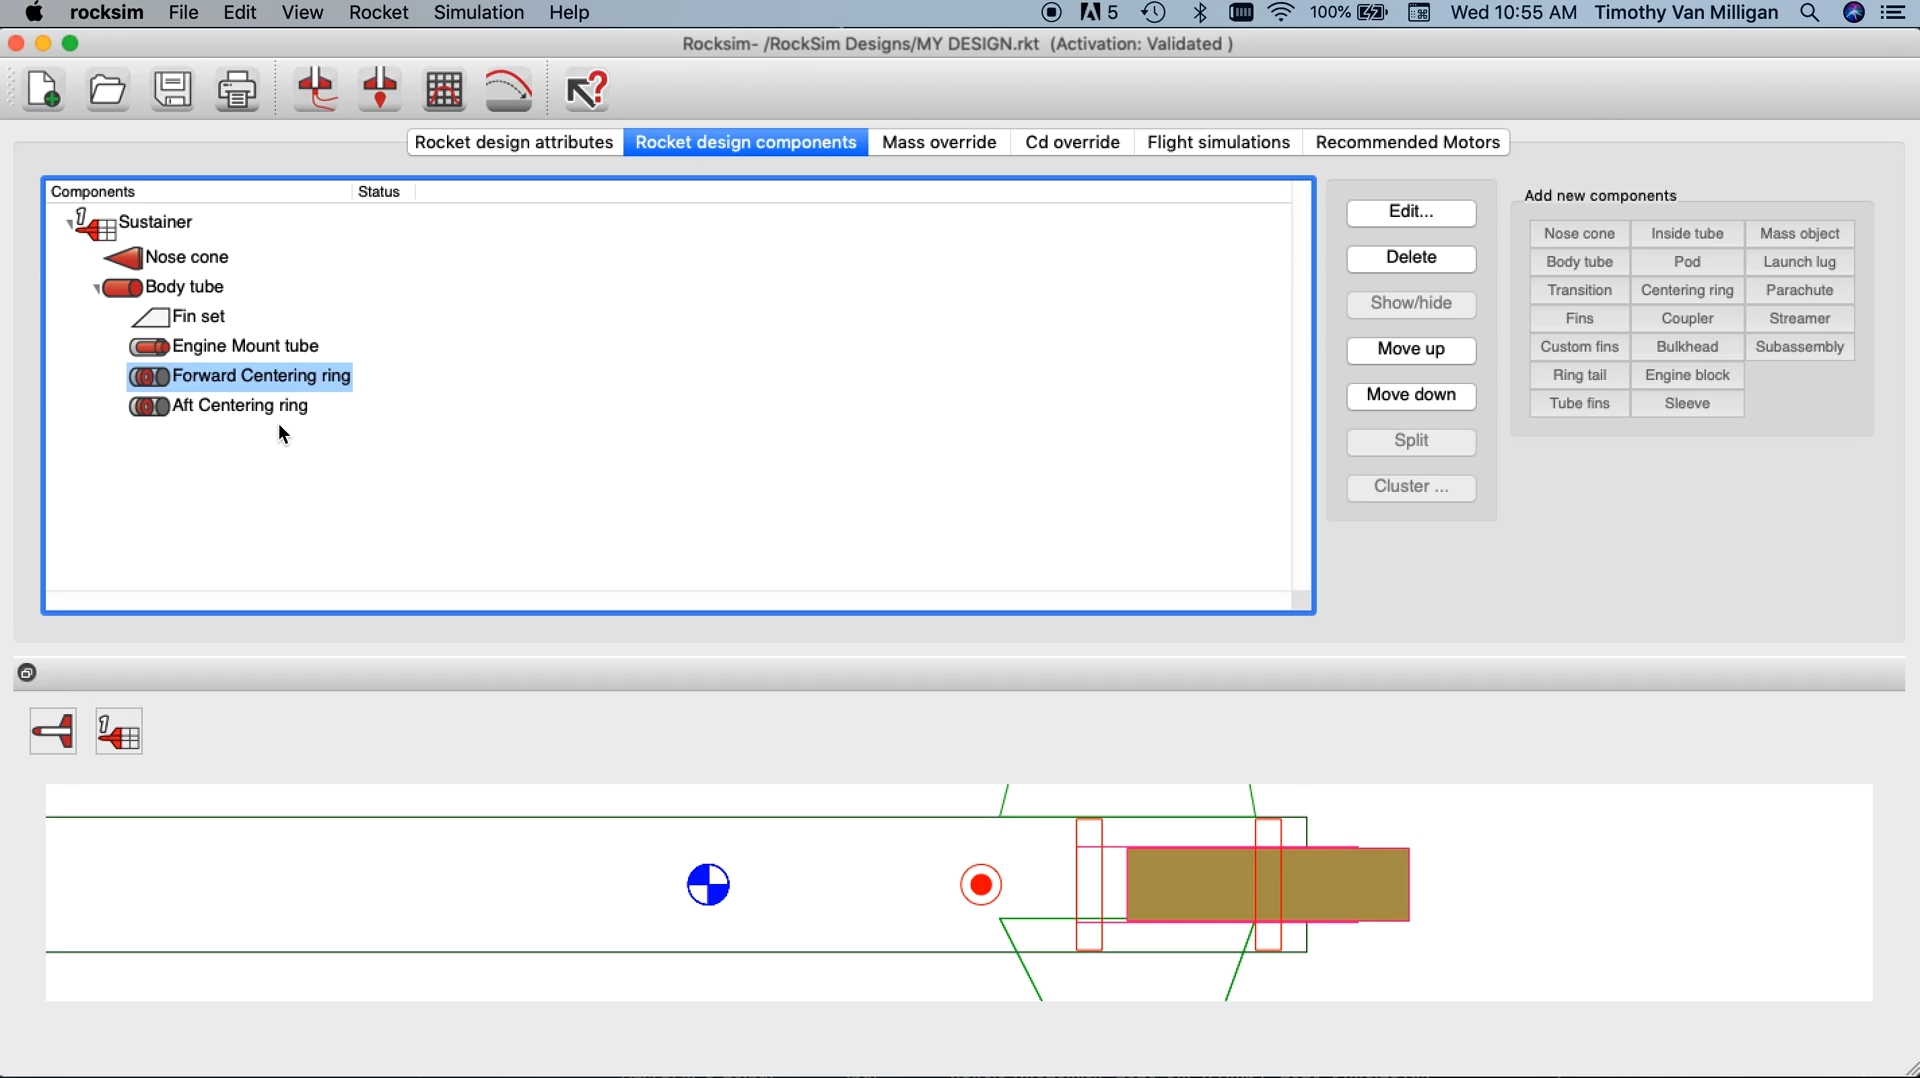 rocksim File Edit View Rocket Simulation Help 5 100% Wed 10:55 AM Timothy Van Milligan
Rocksim- /RockSim Designs/MY DESIGN.rkt (Activation: Validated )
Rocket design attributes Rocket design components Mass override Cd override Flight simulations Recommended Motors
Components Status
1 Sustainer
Nose cone
Body tube
Fin set
Engine Mount tube
Forward Centering ring
Aft Centering ring
Edit...
Delete
Show/hide
Move up
Move down
Split
Cluster ...
Add new components
Nose cone Inside tube Mass object
Body tube Pod Launch lug
Transition Centering ring Parachute
Fins Coupler Streamer
Custom fins Bulkhead Subassembly
Ring tail Engine block
Tube fins Sleeve
1